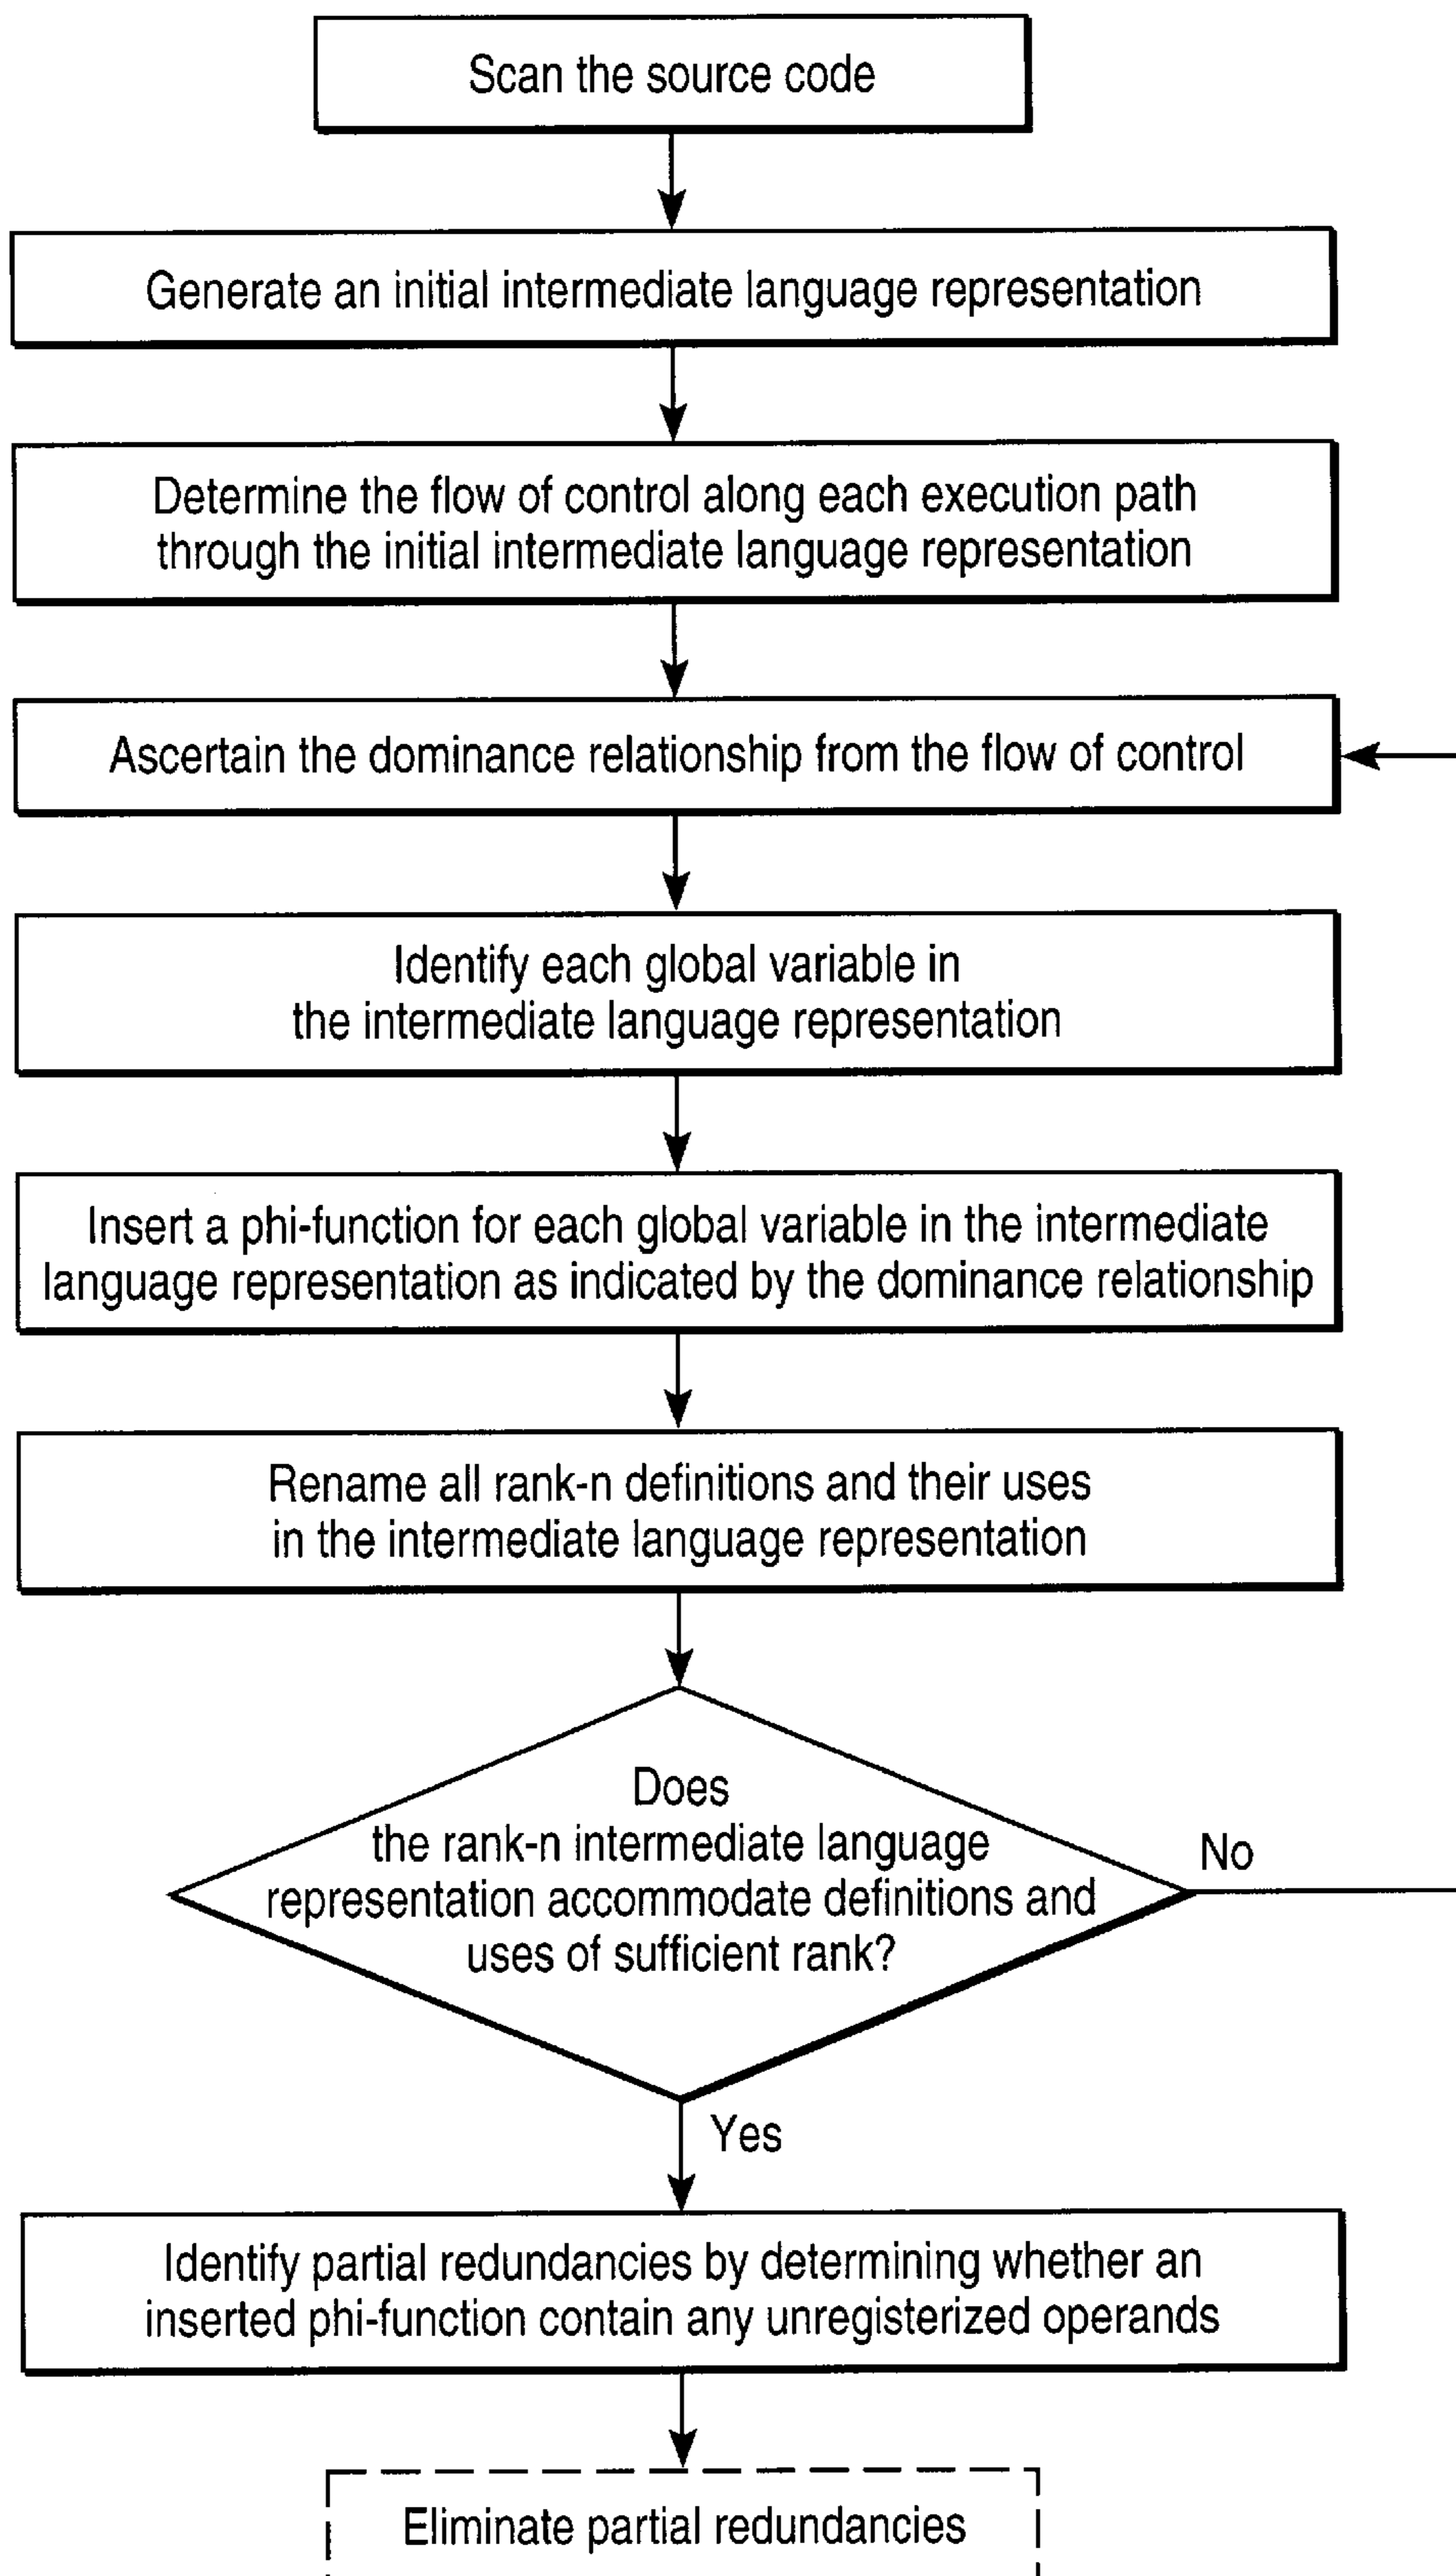 Scan the source code
Generate an initial intermediate language representation
Determine the flow of control along each execution path
through the initial intermediate language representation
Ascertain the dominance relationship from the flow of control
Identify each global variable in
the intermediate language representation
Insert a phi-function for each global variable in the intermediate
language representation as indicated by the dominance relationship
Rename all rank-n definitions and their uses
in the intermediate language representation
Does
the rank-n intermediate language
representation accommodate definitions and
uses of sufficient rank?
No
Yes
Identify partial redundancies by determining whether an
inserted phi-function contain any unregisterized operands
Eliminate partial redundancies